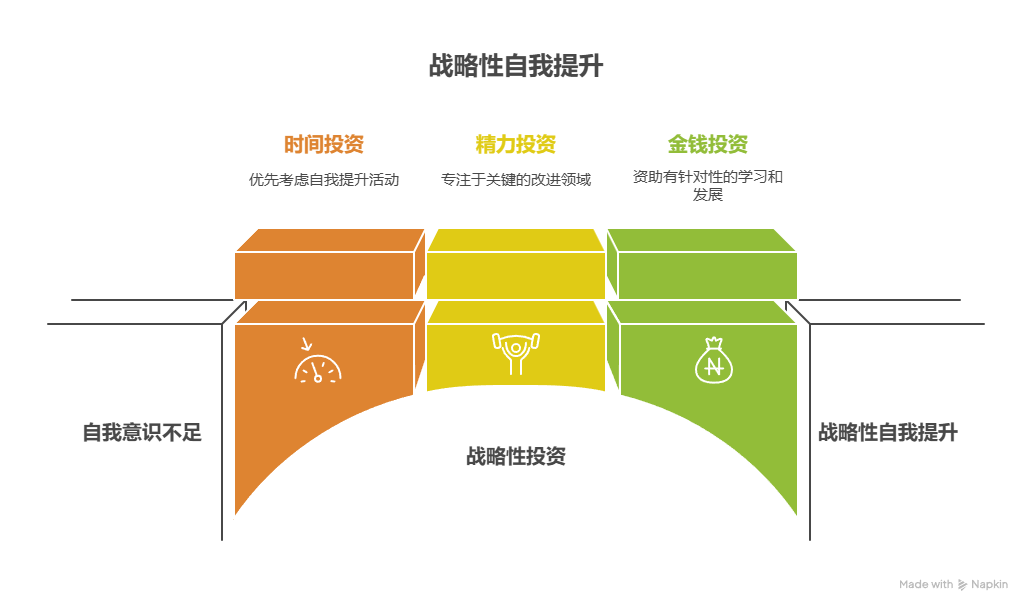 战略性自我提升
时间投资
精力投资
金钱投资
优先考虑自我提升活动
专注于关键的改进领域
资助有针对性的学习和
发展
自我意识不足
战略性投资
战略性自我提升
Made with Napkin